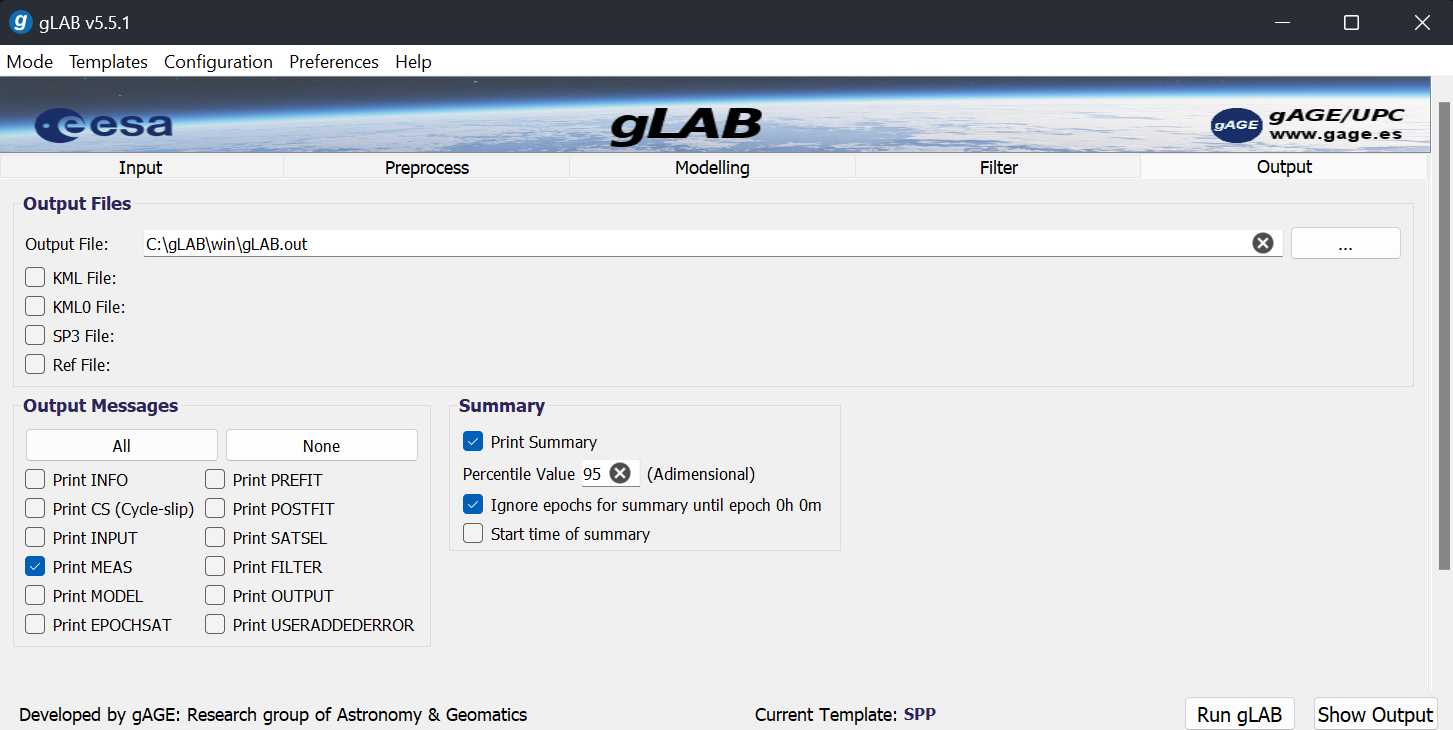 gLAB v5.5.1
Mode Templates Configuration Preferences Help
esa gLAB gAGE gAGE/UPC
www.gage.es
Input Preprocess Modelling Filter Output
Output Files
Output File: C:\gLAB\win\gLAB.out ...
KML File:
KML0 File:
SP3 File:
Ref File:
Output Messages
All None
Print INFO Print PREFIT
Print CS (Cycle-slip) Print POSTFIT
Print INPUT Print SATSEL
Print MEAS Print FILTER
Print MODEL Print OUTPUT
Print EPOCHSAT Print USERADDEDERROR
Summary
Print Summary
Percentile Value 95 (Adimensional)
Ignore epochs for summary until epoch 0h 0m
Start time of summary
Developed by gAGE: Research group of Astronomy & Geomatics Current Template: SPP Run gLAB Show Output